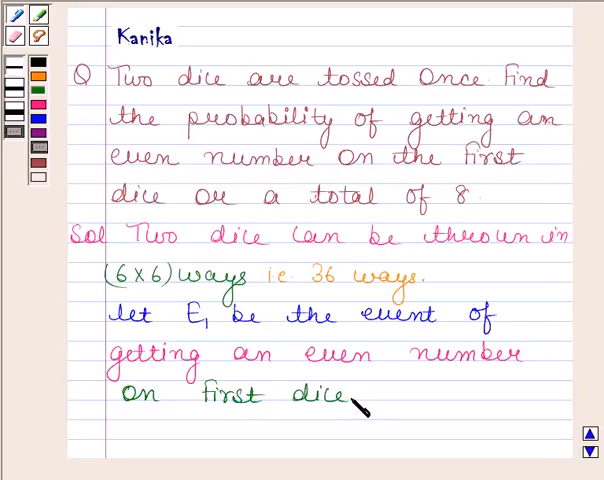 Kanika
Q Two dice are tossed once find
the probability of getting an
even number on the first
dice or a total of 8.
Sol Two dice can be thrown in
(6×6) ways i.e. 36 ways.
let E₁ be the event of
getting an even number
on first dice